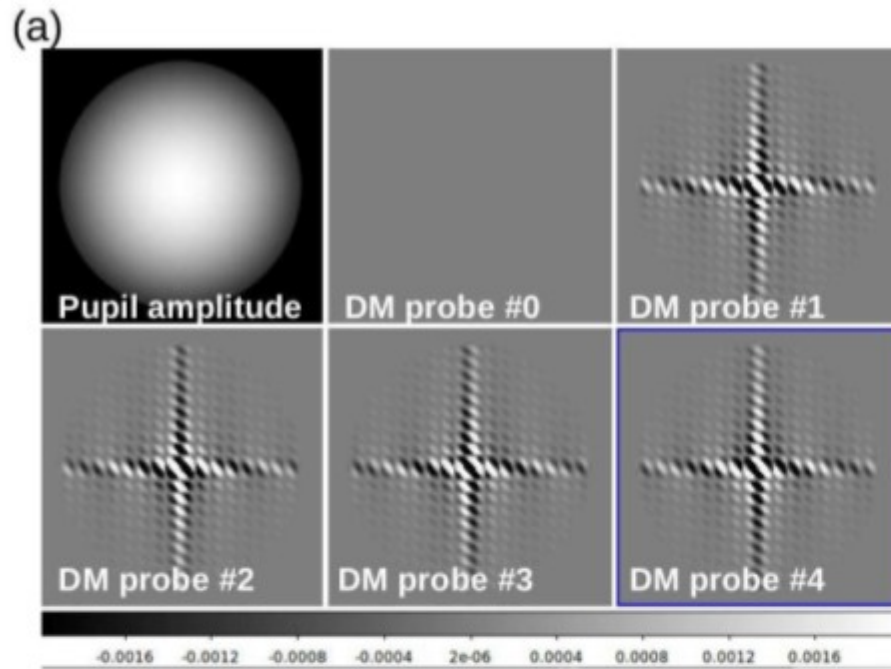 (a)
Pupil amplitude DM probe #0 DM probe #1
DM probe #2 DM probe #3 DM probe #4
-0.0016 -0.0012 -0.0008 -0.0004 2e-06 0.0004 0.0008 0.0012 0.0016